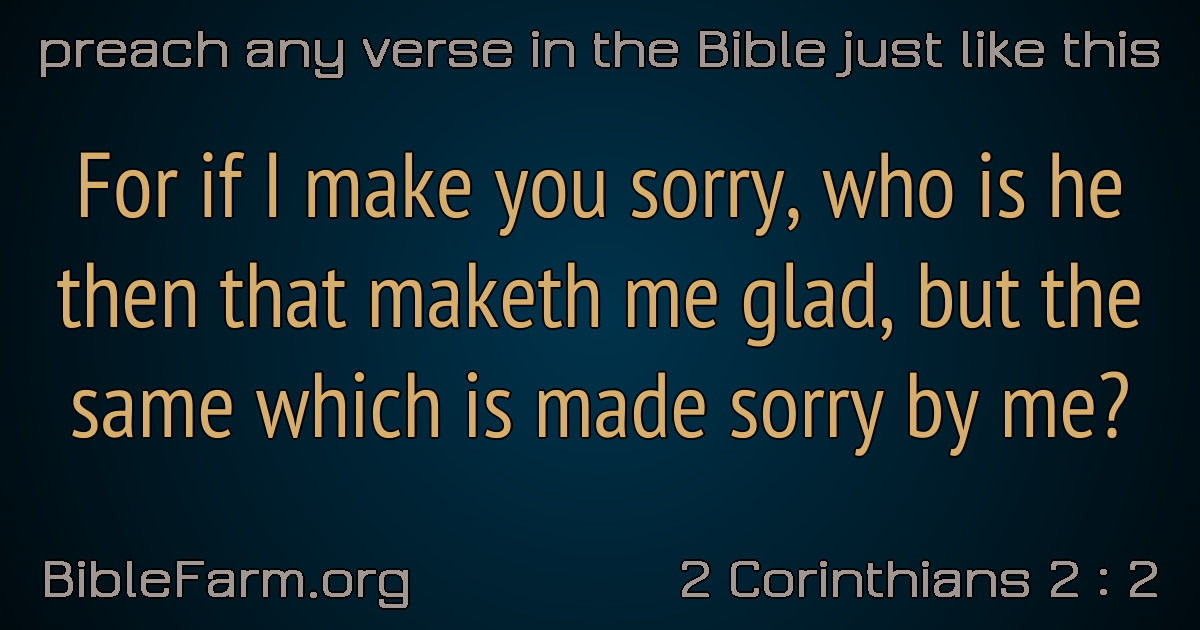 preach any verse in the Bible just like this
For if I make you sorry, who is he
then that maketh me glad, but the
same which is made sorry by me?
BibleFarm.org
2 Corinthians 2 : 2